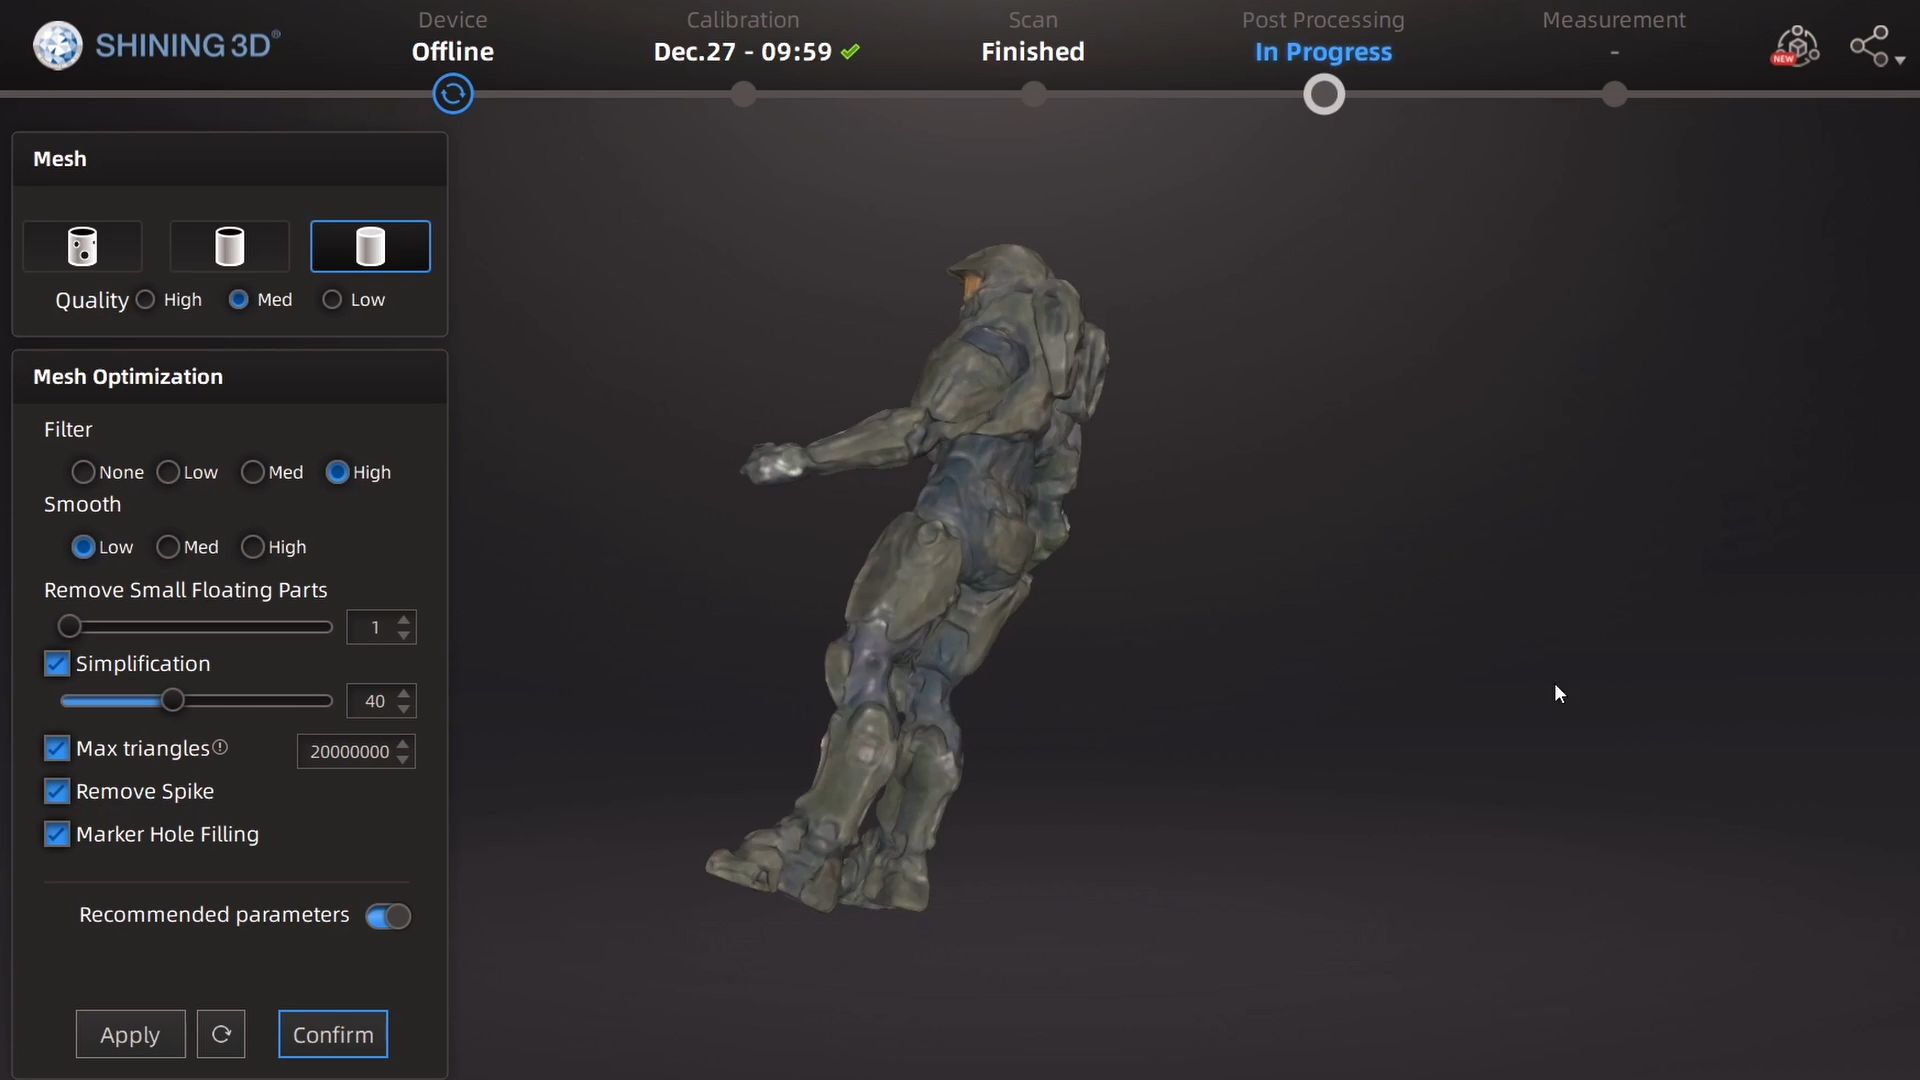 SHINING 3D®
Device
Offline
Calibration
Dec.27 - 09:59
Scan
Finished
Post Processing
In Progress
Measurement
-
NEW
Mesh
Quality High Med Low
Mesh Optimization
Filter
None Low Med High
Smooth
Low Med High
Remove Small Floating Parts
1
Simplification
40
Max triangles 20000000
Remove Spike
Marker Hole Filling
Recommended parameters
Apply Confirm